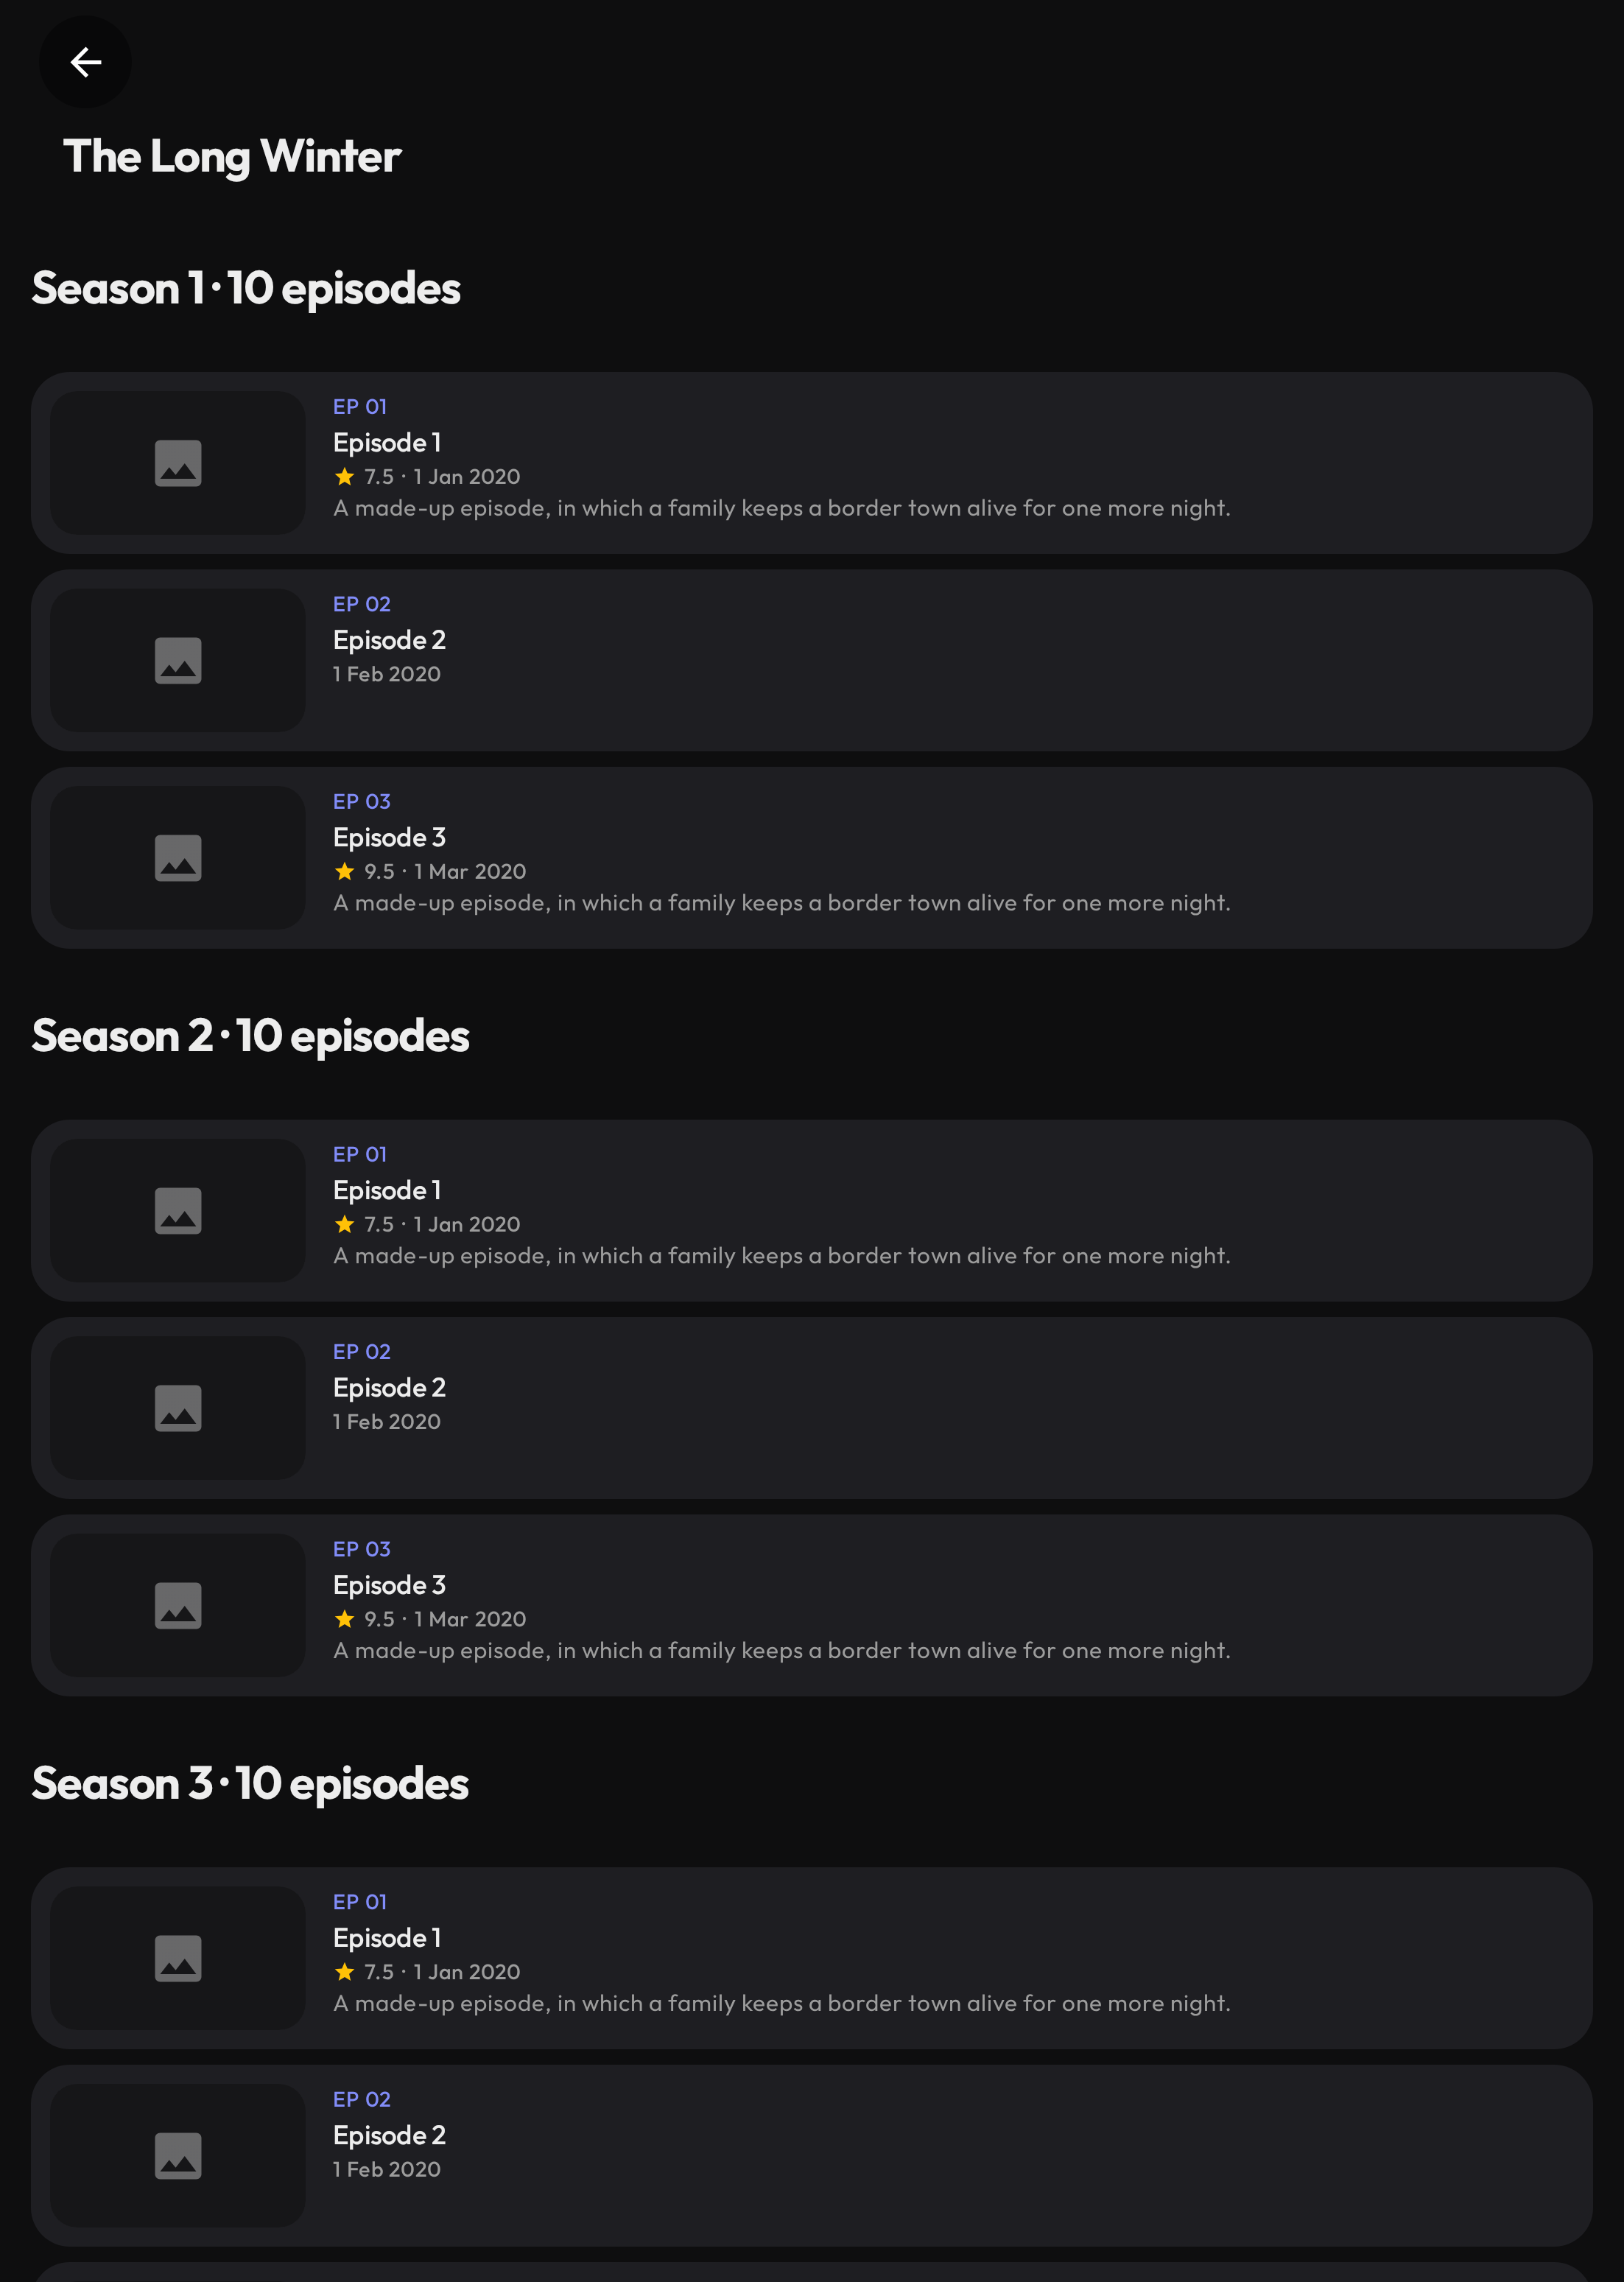 The Long Winter
Season 1 · 10 episodes
EP 01
Episode 1
7.5 · 1 Jan 2020
A made-up episode, in which a family keeps a border town alive for one more night.
EP 02
Episode 2
1 Feb 2020
EP 03
Episode 3
9.5 · 1 Mar 2020
A made-up episode, in which a family keeps a border town alive for one more night.
Season 2 · 10 episodes
EP 01
Episode 1
7.5 · 1 Jan 2020
A made-up episode, in which a family keeps a border town alive for one more night.
EP 02
Episode 2
1 Feb 2020
EP 03
Episode 3
9.5 · 1 Mar 2020
A made-up episode, in which a family keeps a border town alive for one more night.
Season 3 · 10 episodes
EP 01
Episode 1
7.5 · 1 Jan 2020
A made-up episode, in which a family keeps a border town alive for one more night.
EP 02
Episode 2
1 Feb 2020